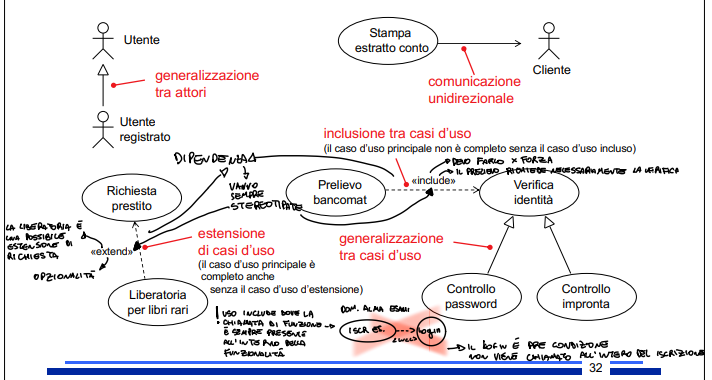 Utente
generalizzazione
tra attori
Utente
registrato
Stampa
estratto conto
comunicazione
unidirezionale
Cliente
inclusione tra casi d'uso
(il caso d'uso principale non è completo senza il caso d'uso incluso)
DIPENDENZA
VANNO
SEMPRE
STEREOTIPATE
DEVO FARLO X FORZA
IL PRELIEVO RICHIEDE NECESSARIAMENTE LA VERIFICA
Richiesta
prestito
Prelievo
bancomat
«include»
Verifica
identità
LA LIBERATORIA È
UNA POSSIBILE
ESTENSIONE DI
RICHIESTA
«extend»
OPZIONALITÀ
estensione
di casi d'uso
(il caso d'uso principale è
completo anche
senza il caso d'uso d'estensione)
generalizzazione
tra casi d'uso
Liberatoria
per libri rari
Controllo
password
Controllo
impronta
! USO INCLUDE DOVE LA
CHIAMATA DI FUNZIONE
È SEMPRE PRESENTE
ALL'INTERNO DELLA
FUNZIONALITÀ
DOM. ALMA ESAMI
ISCR ES.
login
IL LOGIN È PRE CONDIZIONE
NON VIENE CHIAMATO ALL'INTERNO DEL ISCRIZIONE
32